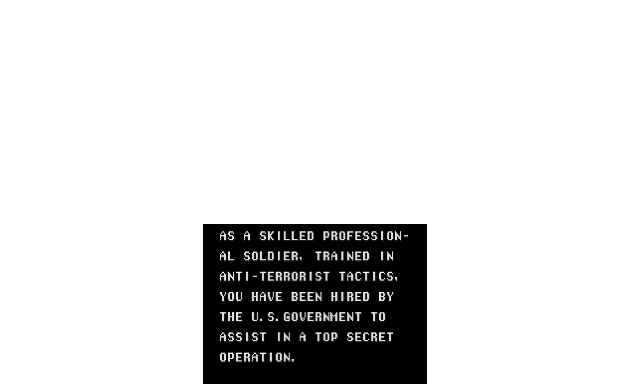 AS A SKILLED PROFESSION-
AL SOLDIER, TRAINED IN
ANTI-TERRORIST TACTICS,
YOU HAVE BEEN HIRED BY
THE U.S.GOVERNMENT TO
ASSIST IN A TOP SECRET
OPERATION.